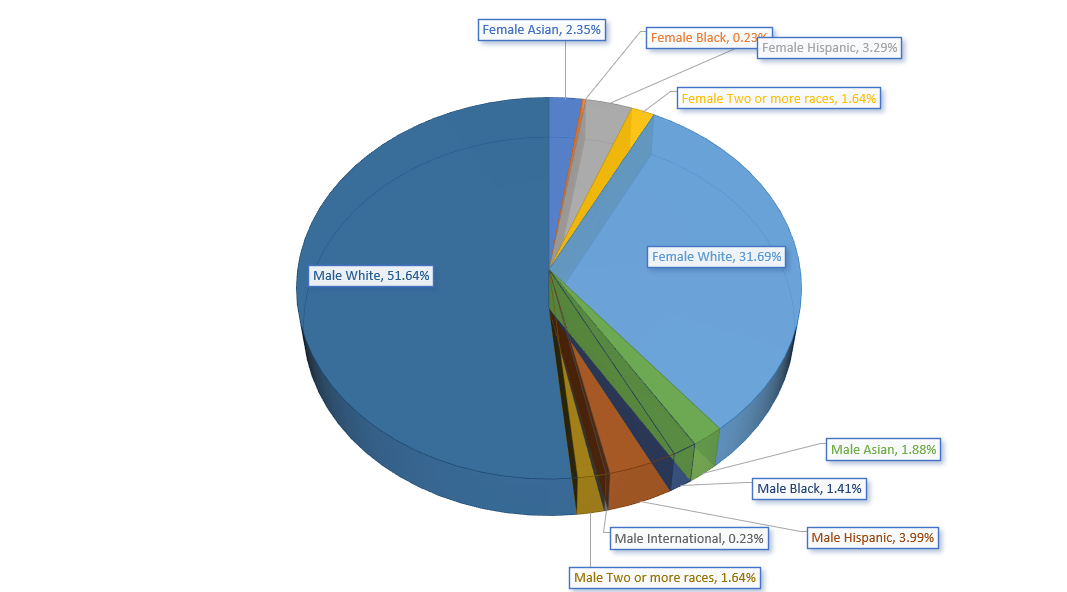 Female Asian, 2.35%
Female Black, 0.23%
Female Hispanic, 3.29%
Female Two or more races, 1.64%
Female White, 31.69%
Male White, 51.64%
Male Asian, 1.88%
Male Black, 1.41%
Male Hispanic, 3.99%
Male International, 0.23%
Male Two or more races, 1.64%